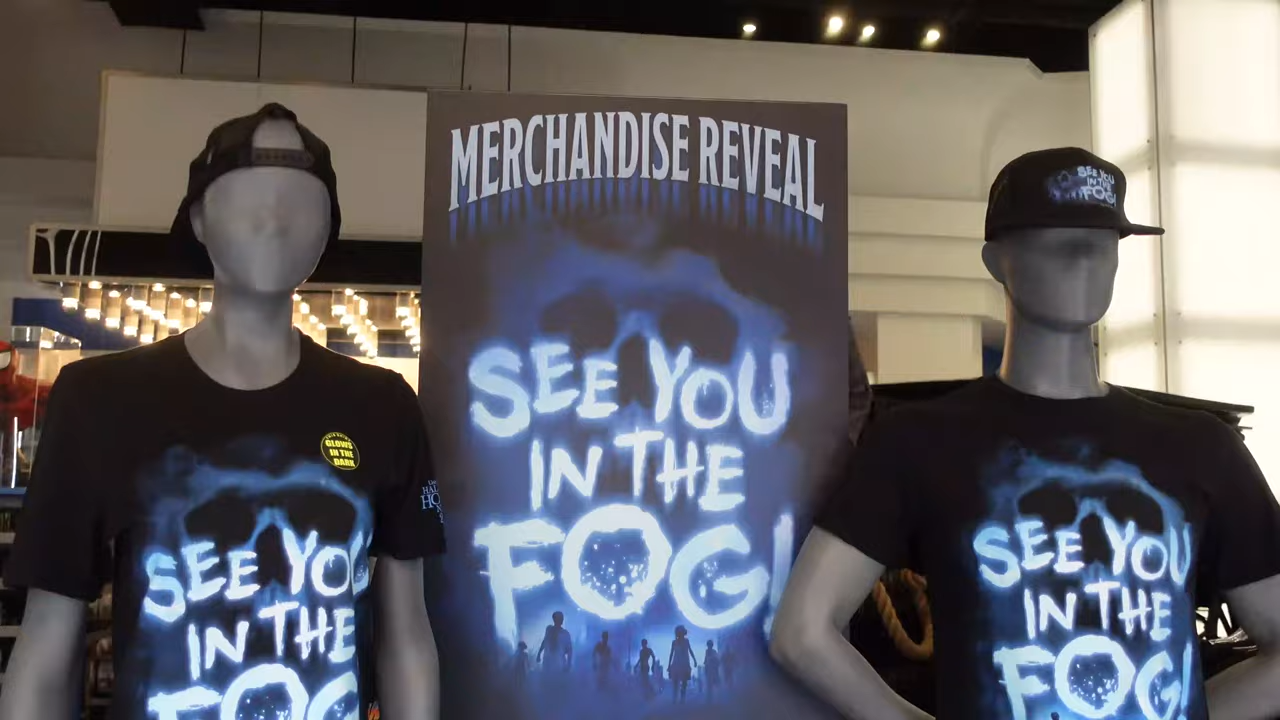 MERCHANDISE REVEAL
SEE YOU
IN THE
FOG!
SEE YOU
IN THE
FOG!
GLOWS
IN THE
DARK
SEE YOU
IN THE
FOG
SEE YOU
IN THE
FOG!